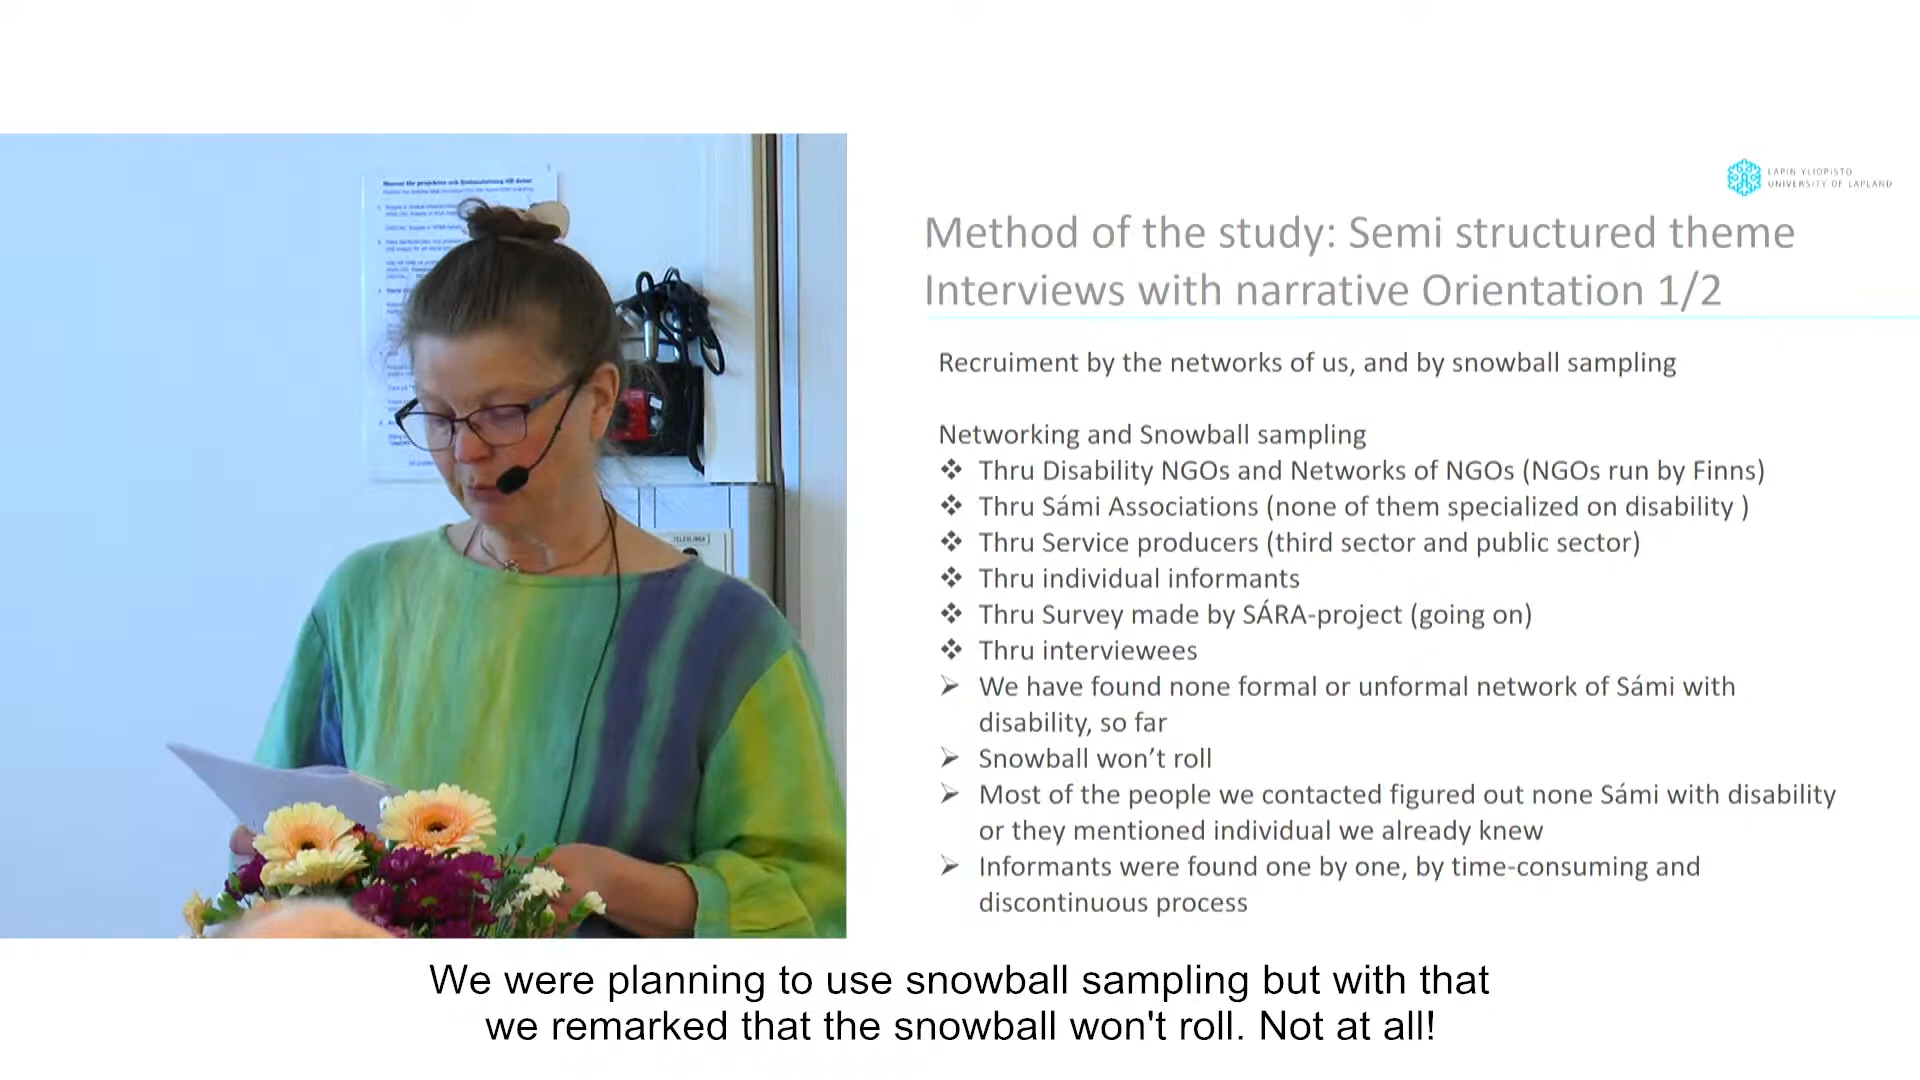 LAPIN YLIOPISTO
UNIVERSITY OF LAPLAND
Method of the study: Semi structured theme
Interviews with narrative Orientation 1/2
Recruiment by the networks of us, and by snowball sampling
Networking and Snowball sampling
❖ Thru Disability NGOs and Networks of NGOs (NGOs run by Finns)
❖ Thru Sámi Associations (none of them specialized on disability )
❖ Thru Service producers (third sector and public sector)
❖ Thru individual informants
❖ Thru Survey made by SÁRA-project (going on)
❖ Thru interviewees
➢ We have found none formal or unformal network of Sámi with
disability, so far
➢ Snowball won’t roll
➢ Most of the people we contacted figured out none Sámi with disability
or they mentioned individual we already knew
➢ Informants were found one by one, by time-consuming and
discontinuous process
We were planning to use snowball sampling but with that
we remarked that the snowball won't roll. Not at all!